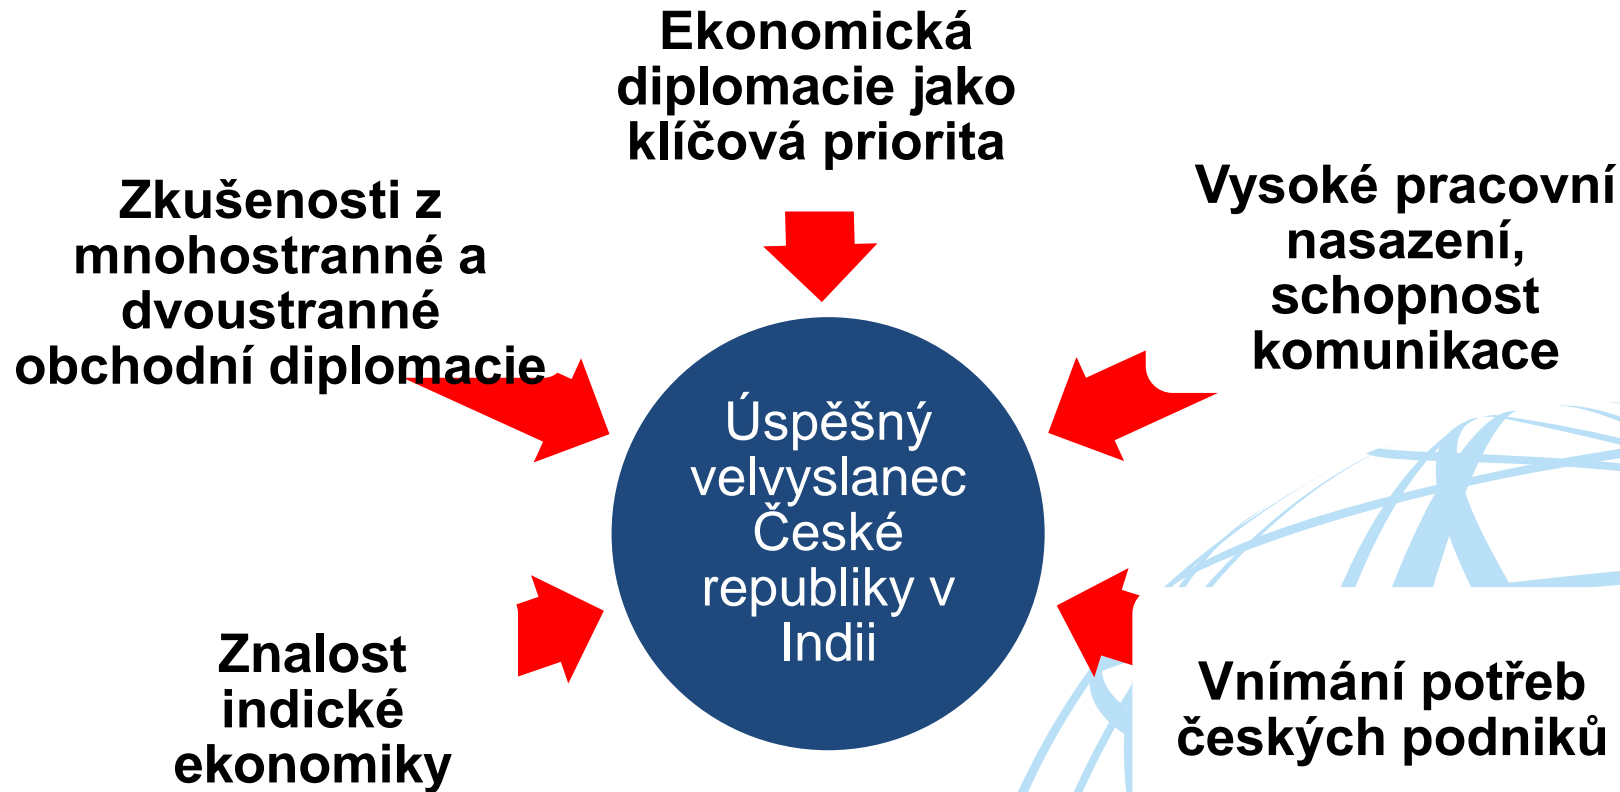 Ekonomická
diplomacie jako
klíčová priorita
Zkušenosti z
mnohostranné a
dvoustranné
obchodní diplomacie
Vysoké pracovní
nasazení,
schopnost
komunikace
Úspěšný
velvyslanec
České
republiky v
Indii
Znalost
indické
ekonomiky
Vnímání potřeb
českých podniků